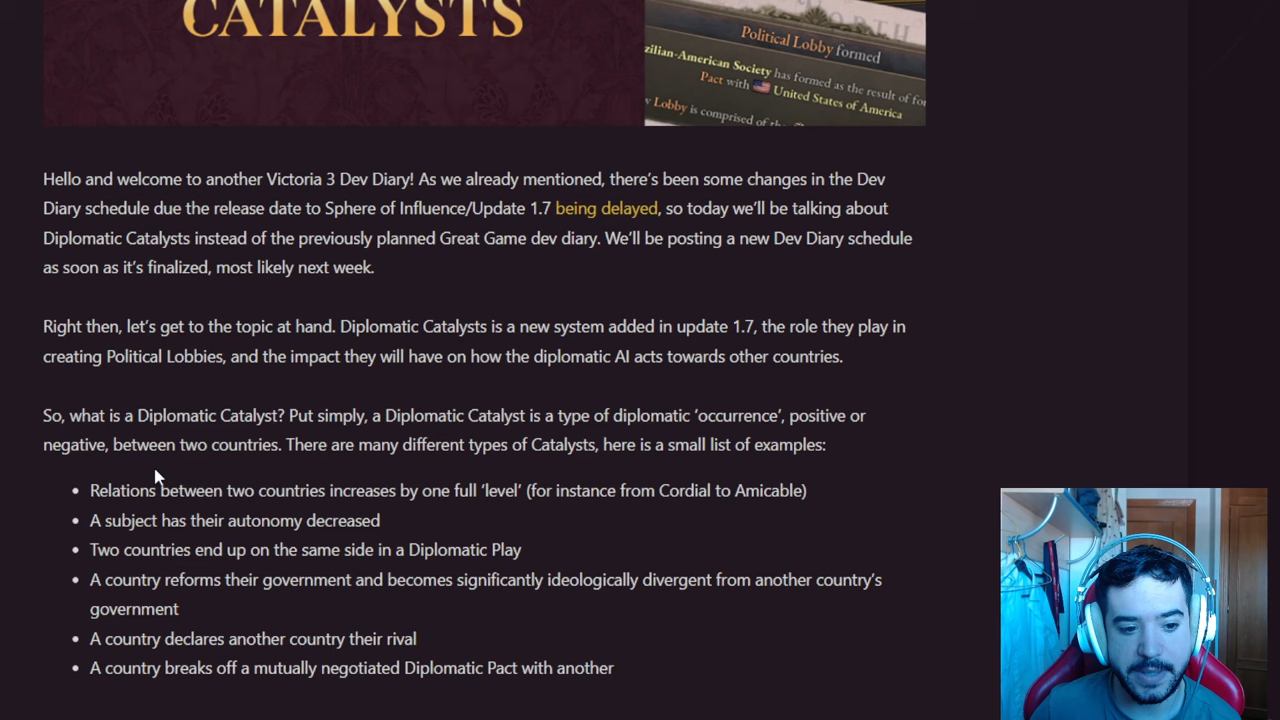 CATALYSTS
Political Lobby formed
zilian-American Society has formed as the result of for
Pact with United States of America
Lobby is comprised of the
Hello and welcome to another Victoria 3 Dev Diary! As we already mentioned, there's been some changes in the Dev
Diary schedule due the release date to Sphere of Influence/Update 1.7 being delayed, so today we'll be talking about
Diplomatic Catalysts instead of the previously planned Great Game dev diary. We'll be posting a new Dev Diary schedule
as soon as it's finalized, most likely next week.
Right then, let's get to the topic at hand. Diplomatic Catalysts is a new system added in update 1.7, the role they play in
creating Political Lobbies, and the impact they will have on how the diplomatic AI acts towards other countries.
So, what is a Diplomatic Catalyst? Put simply, a Diplomatic Catalyst is a type of diplomatic 'occurrence', positive or
negative, between two countries. There are many different types of Catalysts, here is a small list of examples:
• Relations between two countries increases by one full 'level' (for instance from Cordial to Amicable)
• A subject has their autonomy decreased
• Two countries end up on the same side in a Diplomatic Play
• A country reforms their government and becomes significantly ideologically divergent from another country's
government
• A country declares another country their rival
• A country breaks off a mutually negotiated Diplomatic Pact with another